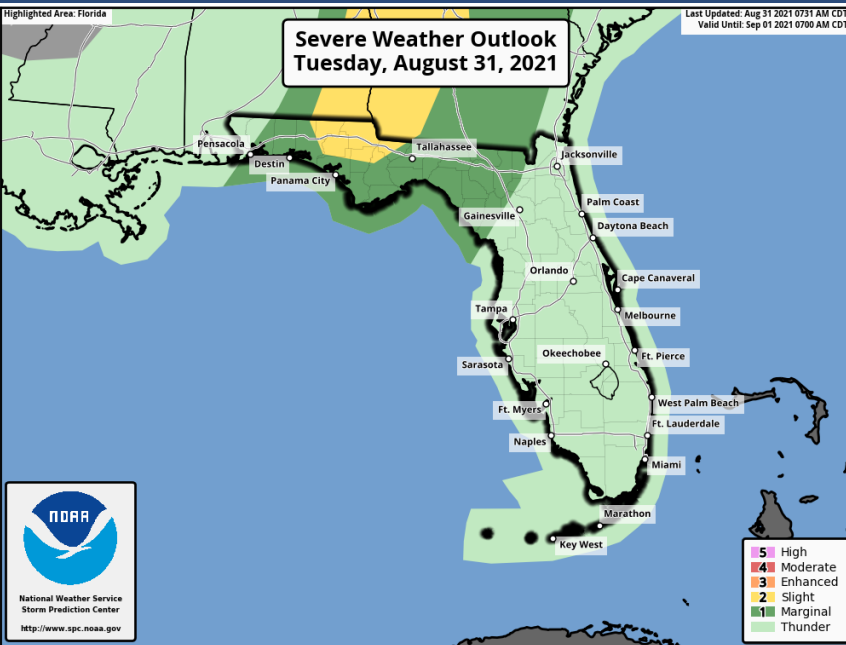 Highlighted Area: Florida
Last Updated: Aug 31 2021 0731 AM CDT
Valid Until: Sep 01 2021 0700 AM CDT
Severe Weather Outlook
Tuesday, August 31, 2021
Pensacola
Destin
Panama City
Tallahassee
Jacksonville
Gainesville
Palm Coast
Daytona Beach
Orlando
Cape Canaveral
Tampa
Melbourne
Okeechobee
Ft. Pierce
Sarasota
Ft. Myers
West Palm Beach
Ft. Lauderdale
Naples
Miami
Marathon
Key West
NOAA
National Weather Service
Storm Prediction Center
http://www.spc.noaa.gov
5 High
4 Moderate
3 Enhanced
2 Slight
1 Marginal
Thunder